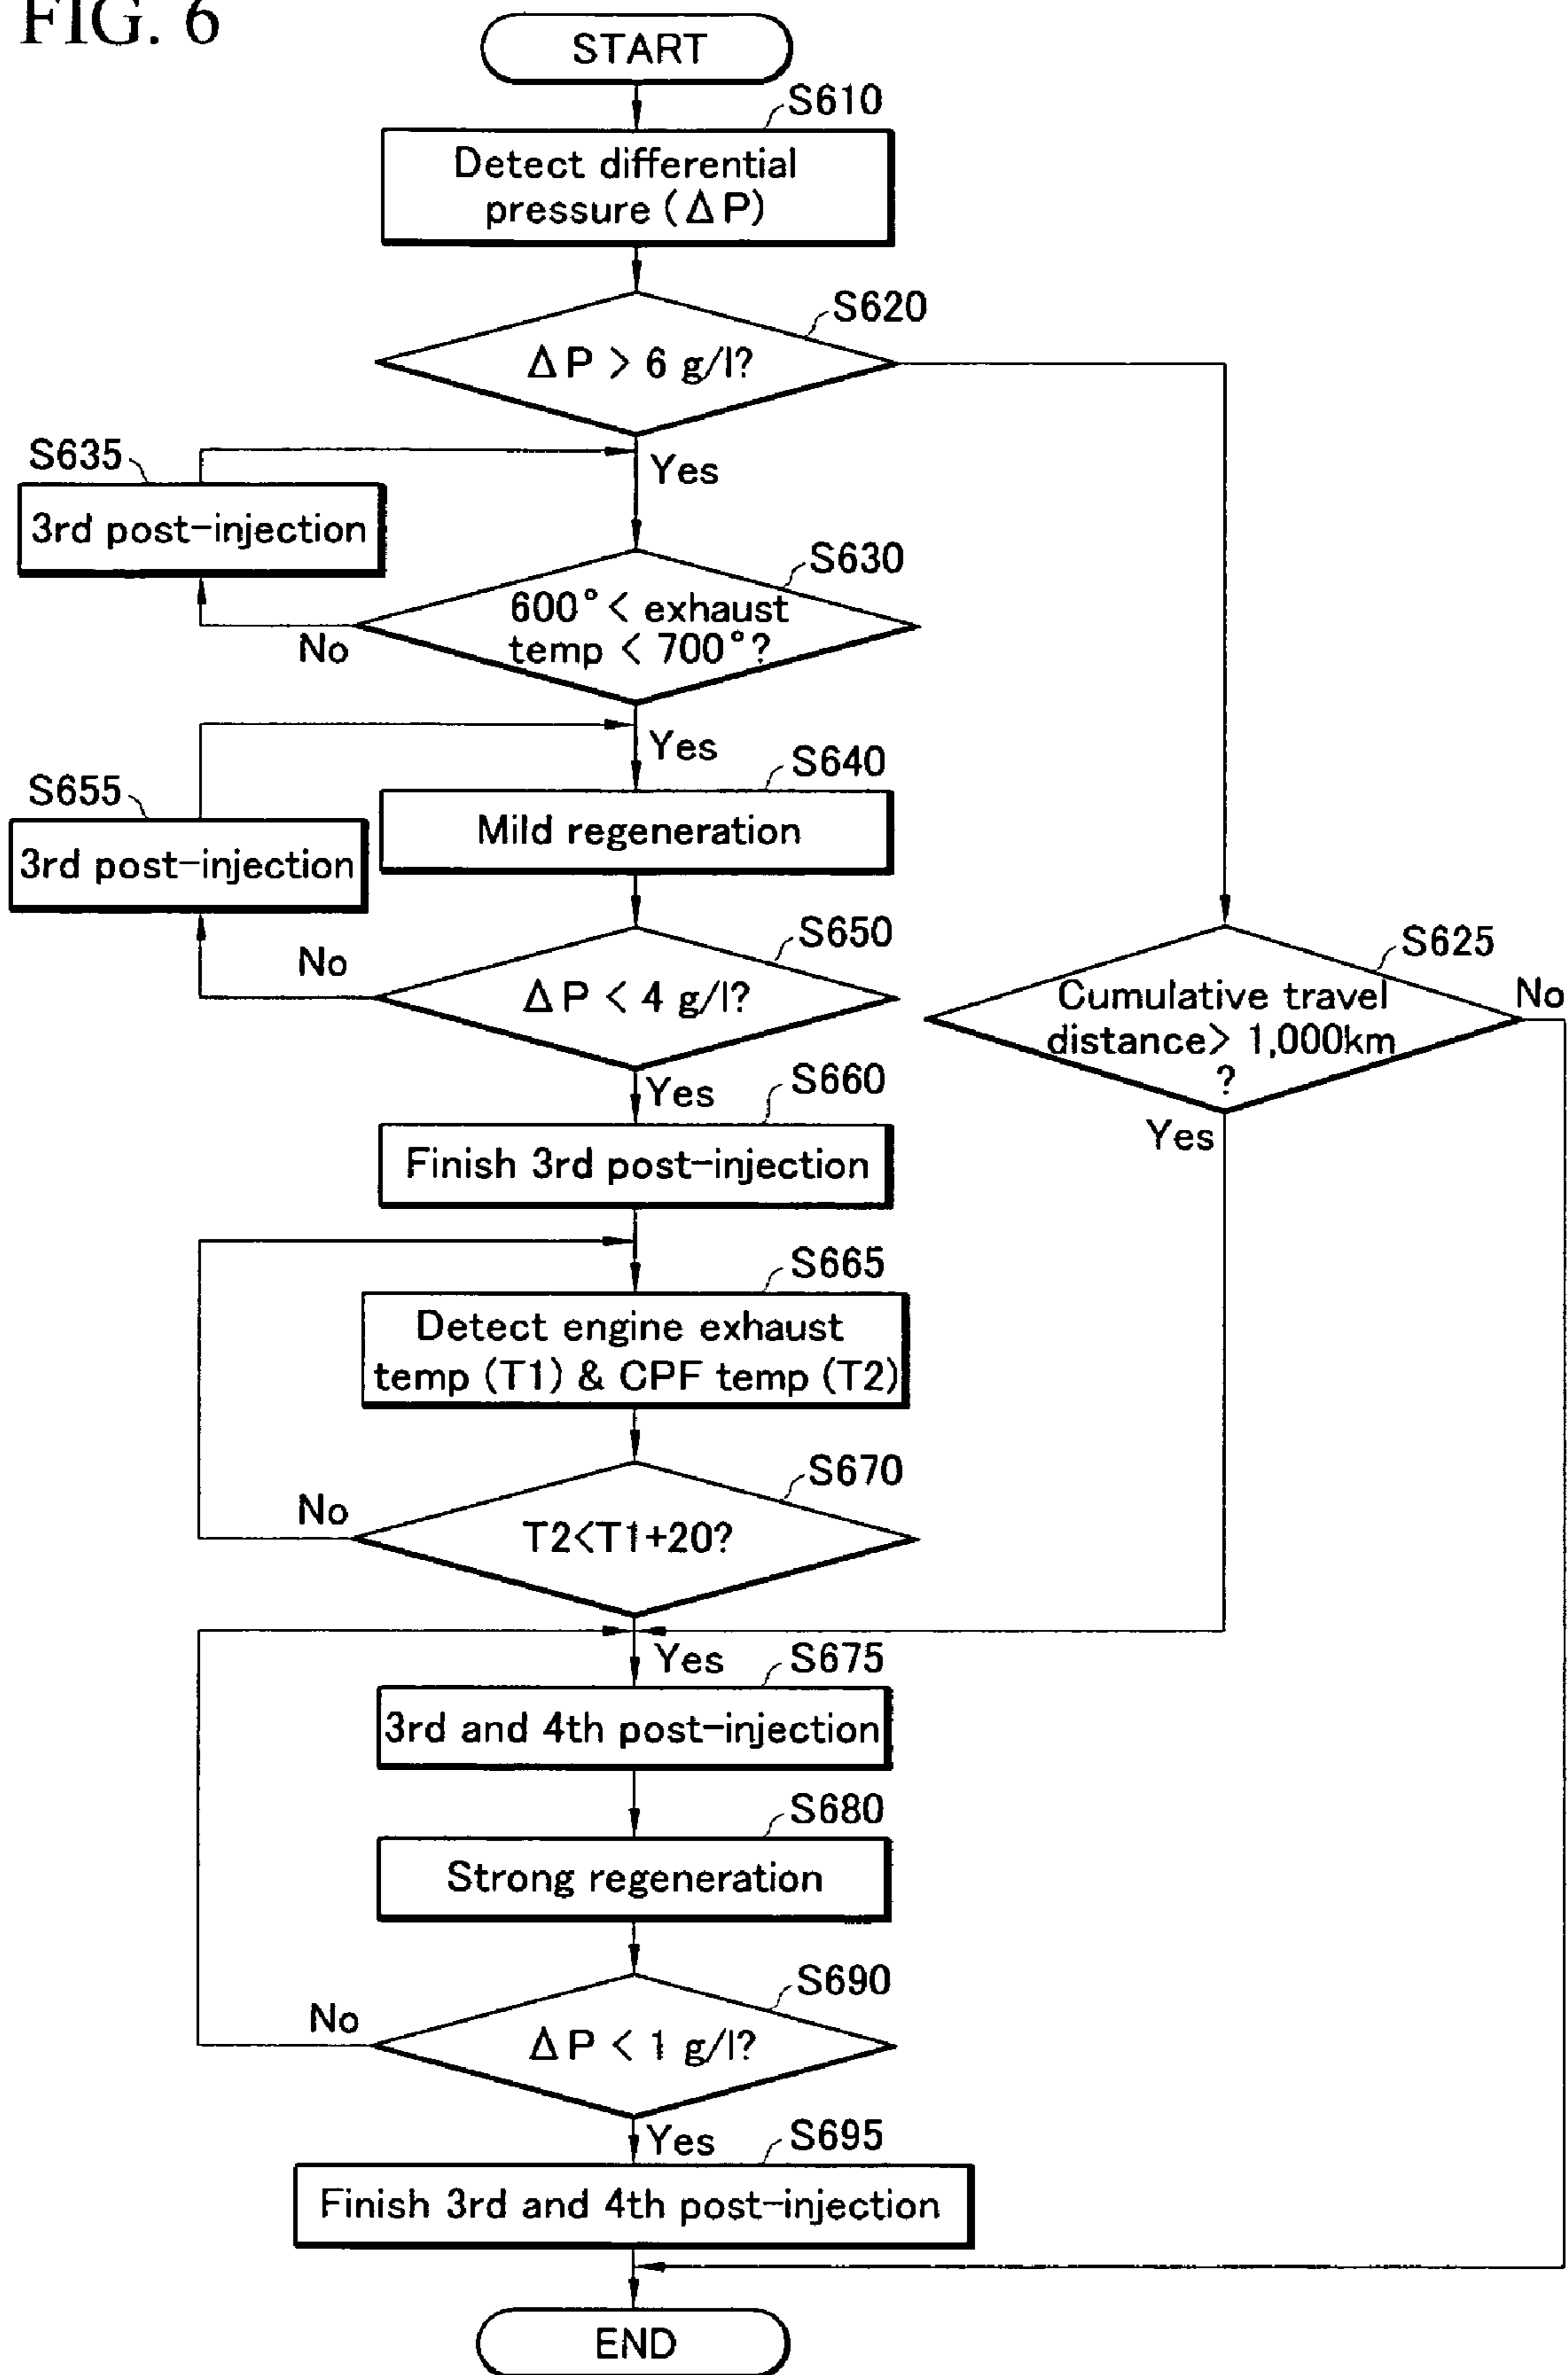 FIG. 6
START
S610
Detect differential
pressure (ΔP)
S620
ΔP > 6 g/l?
S635
Yes
3rd post-injection
S630
600°< exhaust
temp < 700°?
No
Yes
S640
S655
Mild regeneration
3rd post-injection
S650
No
ΔP < 4 g/l?
S625
Cumulative travel
distance> 1,000km
?
No
Yes
Yes
S660
Finish 3rd post-injection
S665
Detect engine exhaust
temp (T1) & CPF temp (T2)
S670
No
T2<T1+20?
Yes
S675
3rd and 4th post-injection
S680
Strong regeneration
S690
No
ΔP < 1 g/l?
Yes
S695
Finish 3rd and 4th post-injection
END